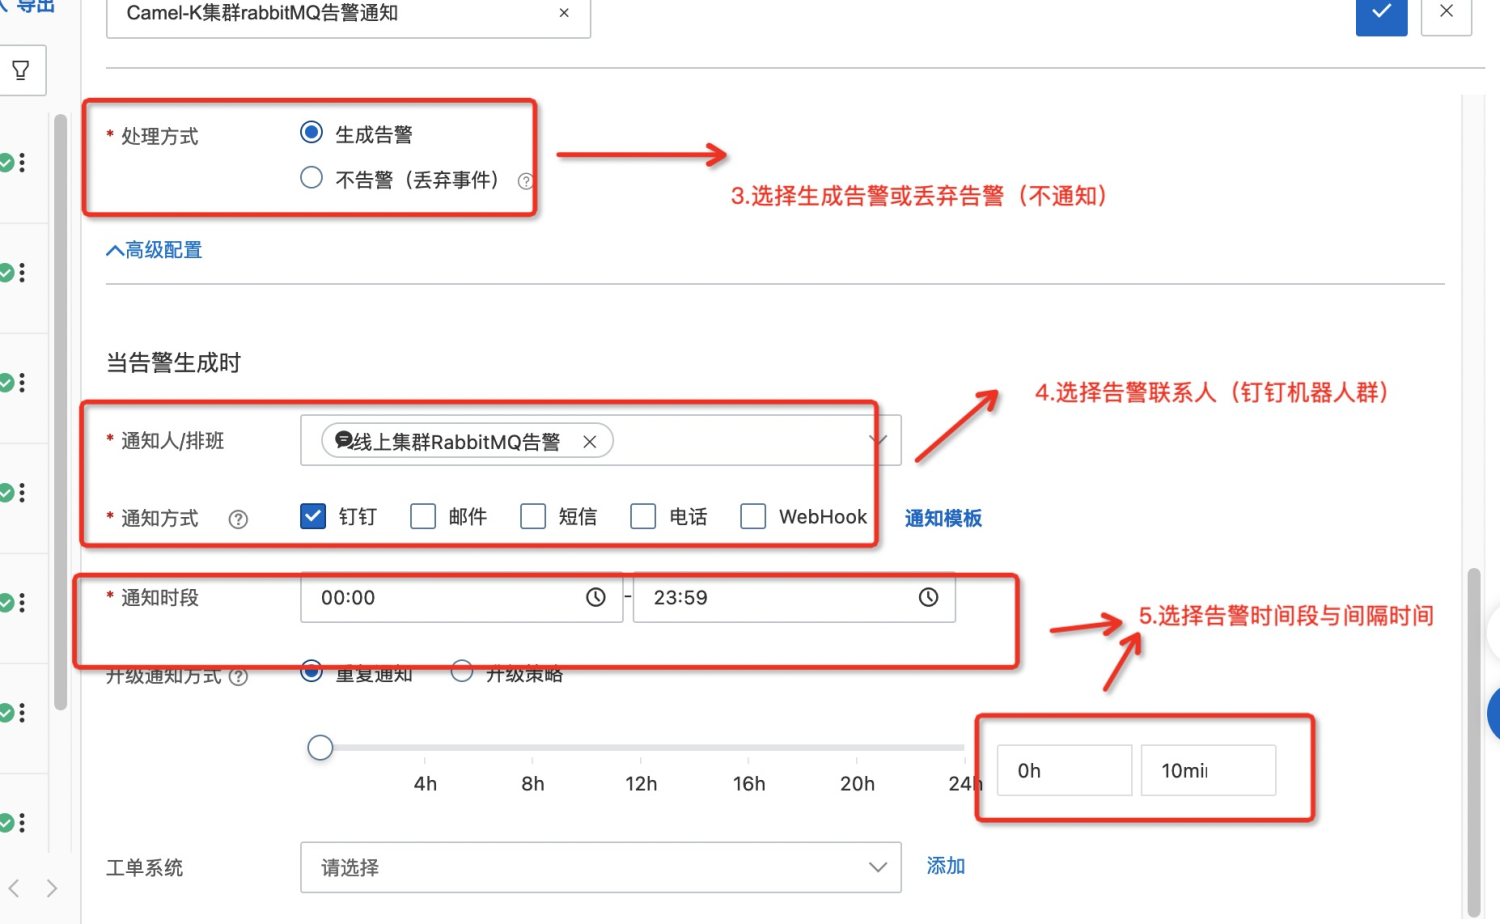 导出
Camel-K集群rabbitMQ告警通知
* 处理方式
生成告警
不告警（丢弃事件）
3.选择生成告警或丢弃告警（不通知）
高级配置
当告警生成时
4.选择告警联系人（钉钉机器人群）
* 通知人/排班
线上集群RabbitMQ告警
* 通知方式
钉钉 邮件 短信 电话 WebHook 通知模板
* 通知时段
00:00 - 23:59
5.选择告警时间段与间隔时间
升级通知方式
重复通知 升级策略
4h 8h 12h 16h 20h 24h
0h 10mi
工单系统
请选择
添加